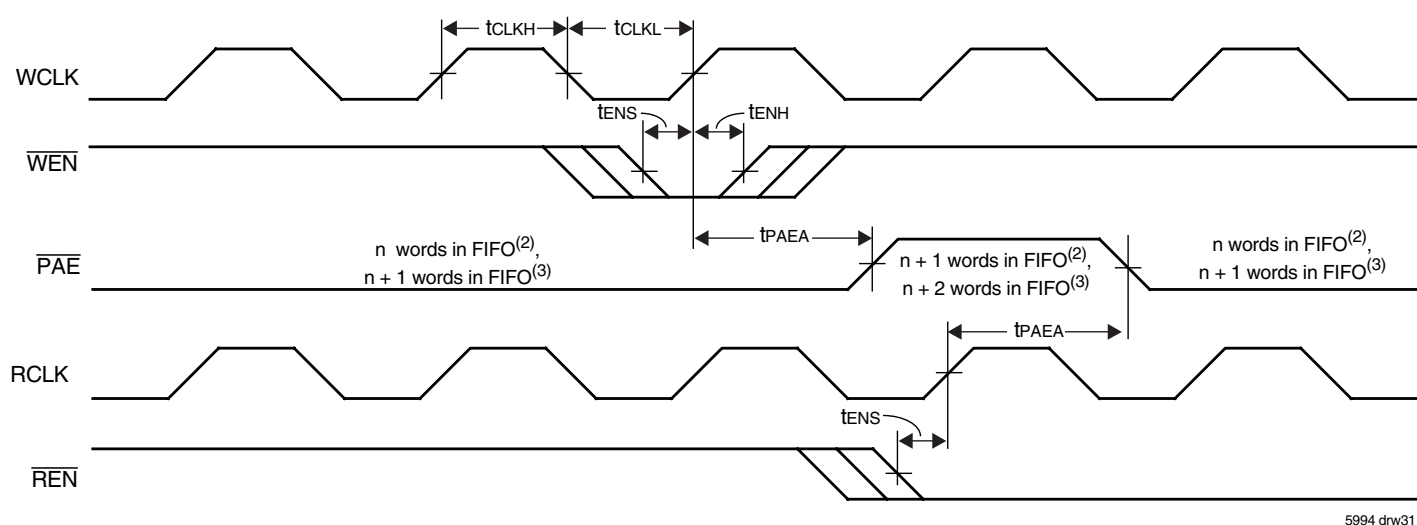 tCLKH
tCLKL
WCLK
tENS
tENH
WEN
tPAEA
PAE
n words in FIFO(2),
n + 1 words in FIFO(3)
n + 1 words in FIFO(2),
n + 2 words in FIFO(3)
n words in FIFO(2),
n + 1 words in FIFO(3)
tPAEA
RCLK
tENS
REN
5994 drw31